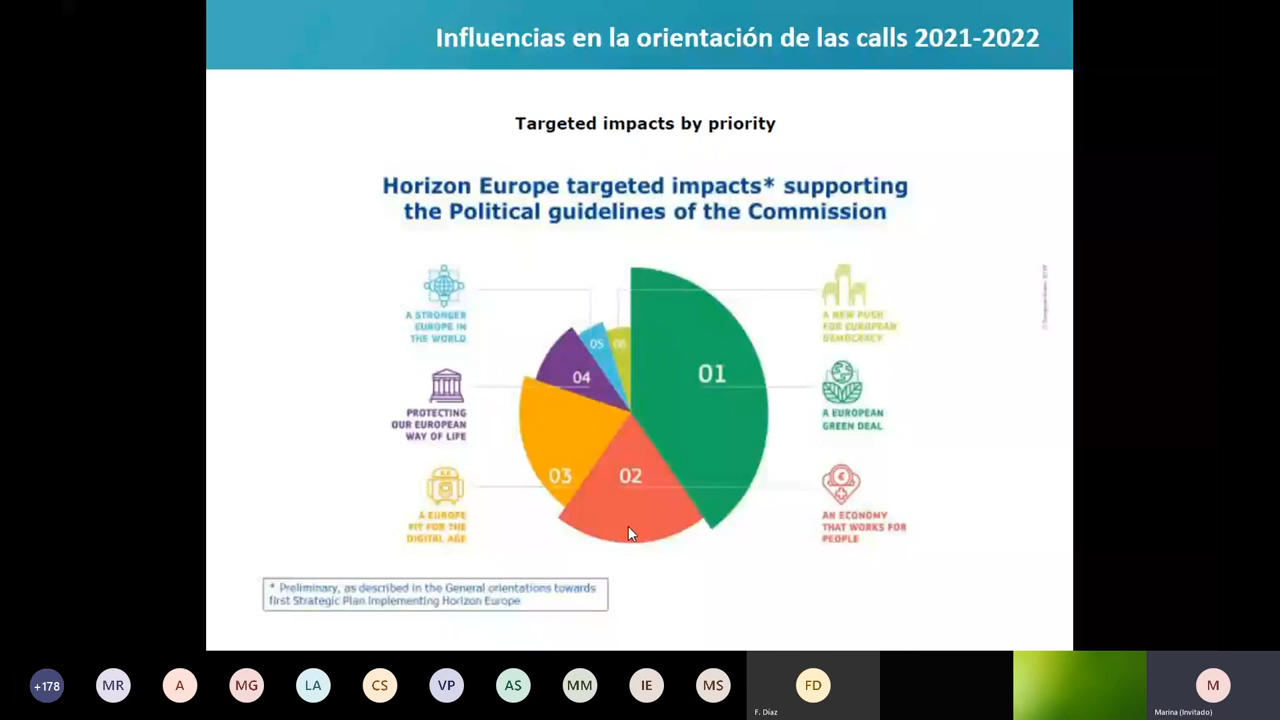 Influencias en la orientación de las calls 2021-2022
Targeted impacts by priority
Horizon Europe targeted impacts* supporting
the Political guidelines of the Commission
A STRONGER
EUROPE IN
THE WORLD
PROTECTING
OUR EUROPEAN
WAY OF LIFE
A EUROPE
FIT FOR THE
DIGITAL AGE
01
02
03
04
05
06
A NEW PUSH
FOR EUROPEAN
DEMOCRACY
A EUROPEAN
GREEN DEAL
AN ECONOMY
THAT WORKS FOR
PEOPLE
* Preliminary, as described in the General orientations towards
first Strategic Plan Implementing Horizon Europe
+178
MR
A
MG
LA
CS
VP
AS
MM
IE
MS
FD
F. Díaz
M
Marina (Invitado)